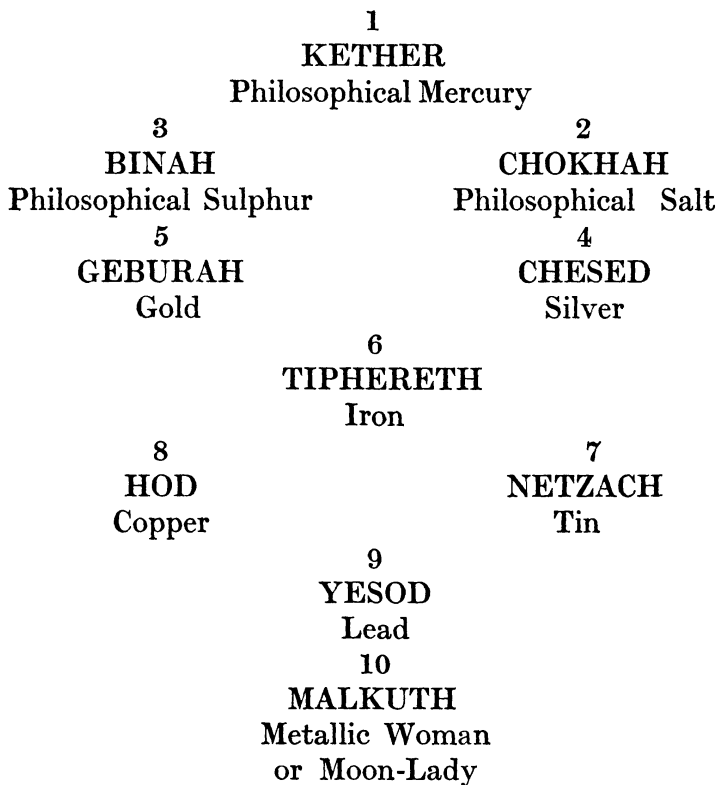 1
KETHER
Philosophical Mercury
3 2
BINAH CHOKHAH
Philosophical Sulphur Philosophical Salt
5 4
GEBURAH CHESED
Gold Silver
6
TIPHERETH
Iron
8 7
HOD NETZACH
Copper Tin
9
YESOD
Lead
10
MALKUTH
Metallic Woman
or Moon-Lady